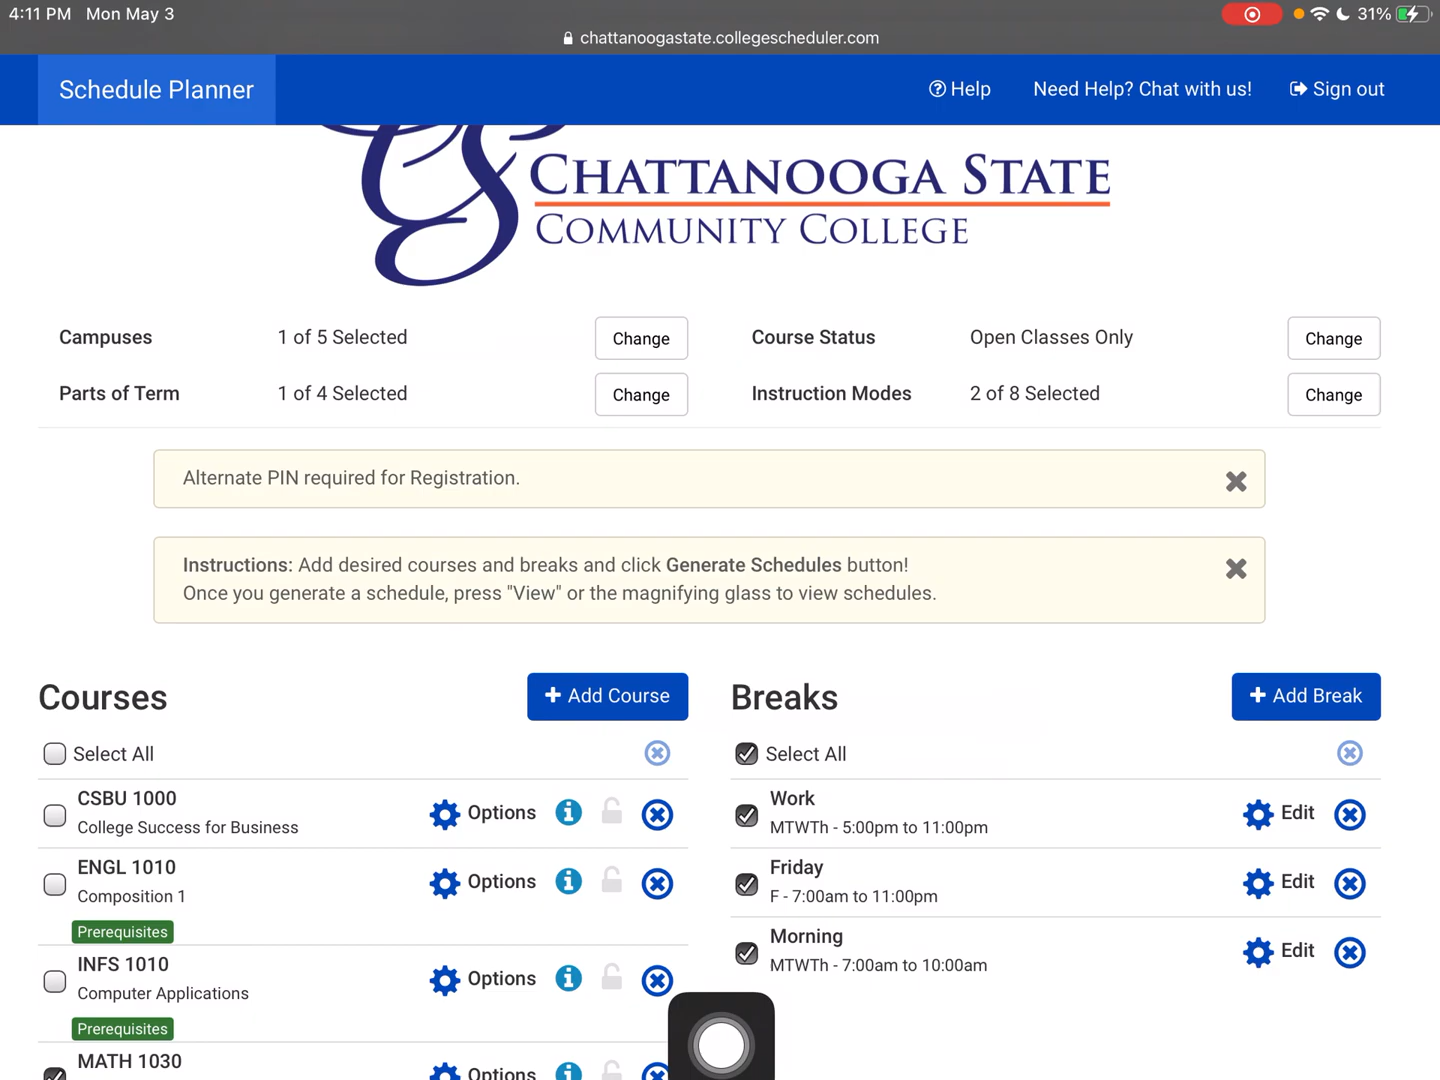 4:11 PM Mon May 3
31%
chattanoogastate.collegescheduler.com
Schedule Planner
Help
Need Help? Chat with us!
Sign out
CHATTANOOGA STATE
COMMUNITY COLLEGE
Campuses 1 of 5 Selected Change
Course Status Open Classes Only Change
Parts of Term 1 of 4 Selected Change
Instruction Modes 2 of 8 Selected Change
Alternate PIN required for Registration.
Instructions: Add desired courses and breaks and click Generate Schedules button!
Once you generate a schedule, press "View" or the magnifying glass to view schedules.
Courses
+ Add Course
Select All
CSBU 1000
College Success for Business
Options
ENGL 1010
Composition 1
Options
Prerequisites
INFS 1010
Computer Applications
Options
Prerequisites
MATH 1030
Options
Breaks
+ Add Break
Select All
Work
MTWTh - 5:00pm to 11:00pm
Edit
Friday
F - 7:00am to 11:00pm
Edit
Morning
MTWTh - 7:00am to 10:00am
Edit